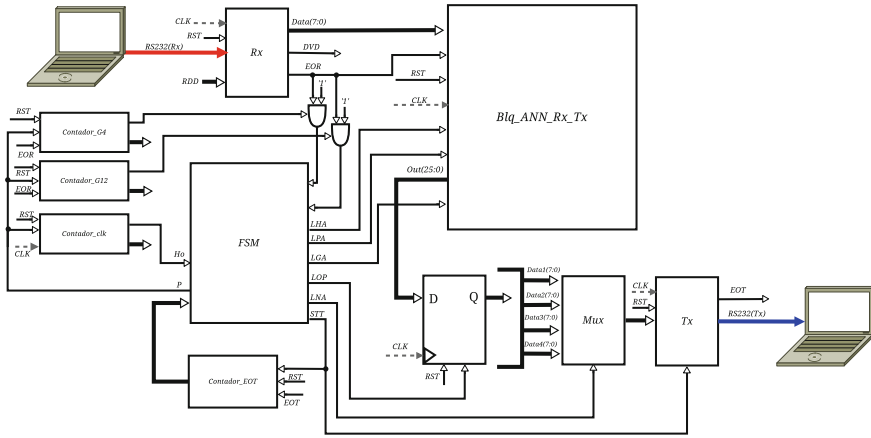 CLK
RST
RS232(Rx)
RDD
Rx
Data(7:0)
DVD
EOR
'1'
'1'
RST
CLK
Blq_ANN_Rx_Tx
Out(25:0)
RST
EOR
Contador_G4
RST
EOR
Contador_G12
RST
CLK
Contador_clk
Ho
P
FSM
LHA
LPA
LGA
LOP
LNA
STT
Contador_EOT
RST
EOT
D
Q
CLK
RST
Data1(7:0)
Data2(7:0)
Data3(7:0)
Data4(7:0)
Mux
CLK
RST
Tx
EOT
RS232(Tx)